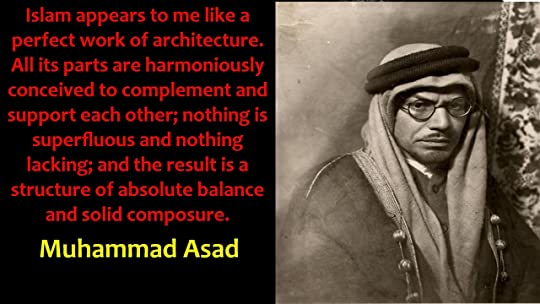 Islam appears to me like a
perfect work of architecture.
All its parts are harmoniously
conceived to complement and
support each other; nothing is
superfluous and nothing
lacking; and the result is a
structure of absolute balance
and solid composure.
Muhammad Asad